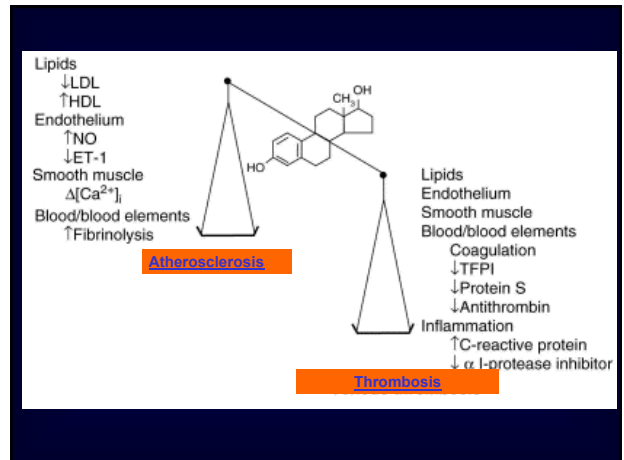 Lipids
↓LDL
↑HDL
Endothelium
↑NO
↓ET-1
Smooth muscle
Δ[Ca²⁺]ᵢ
Blood/blood elements
↑Fibrinolysis
Atherosclerosis
OH
CH₃
HO
Lipids
Endothelium
Smooth muscle
Blood/blood elements
Coagulation
↓TFPI
↓Protein S
↓Antithrombin
Inflammation
↑C-reactive protein
↓ α I-protease inhibitor
Thrombosis